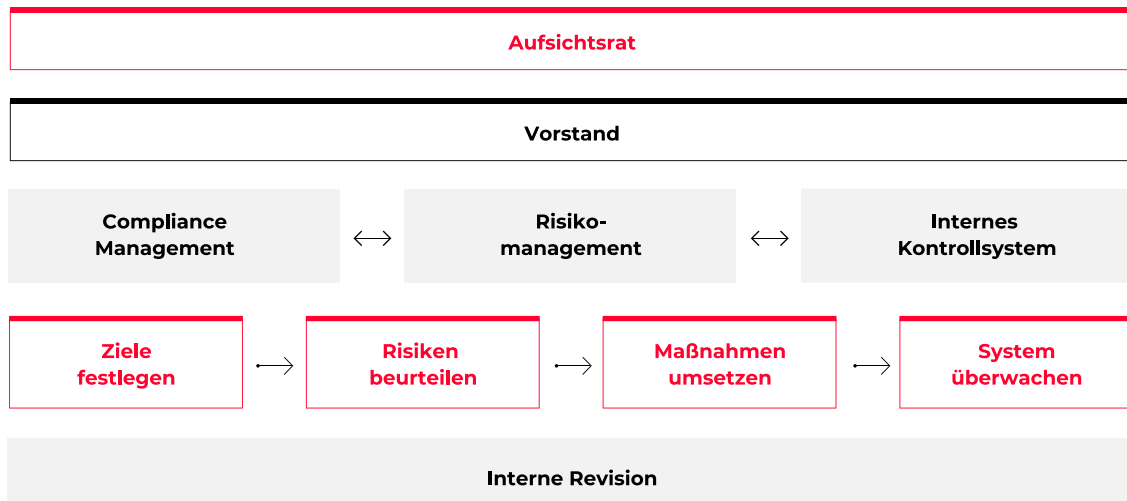 Aufsichtsrat
Vorstand
Compliance
Management
Risiko-
management
Internes
Kontrollsystem
Ziele
festlegen
Risiken
beurteilen
Maßnahmen
umsetzen
System
überwachen
Interne Revision